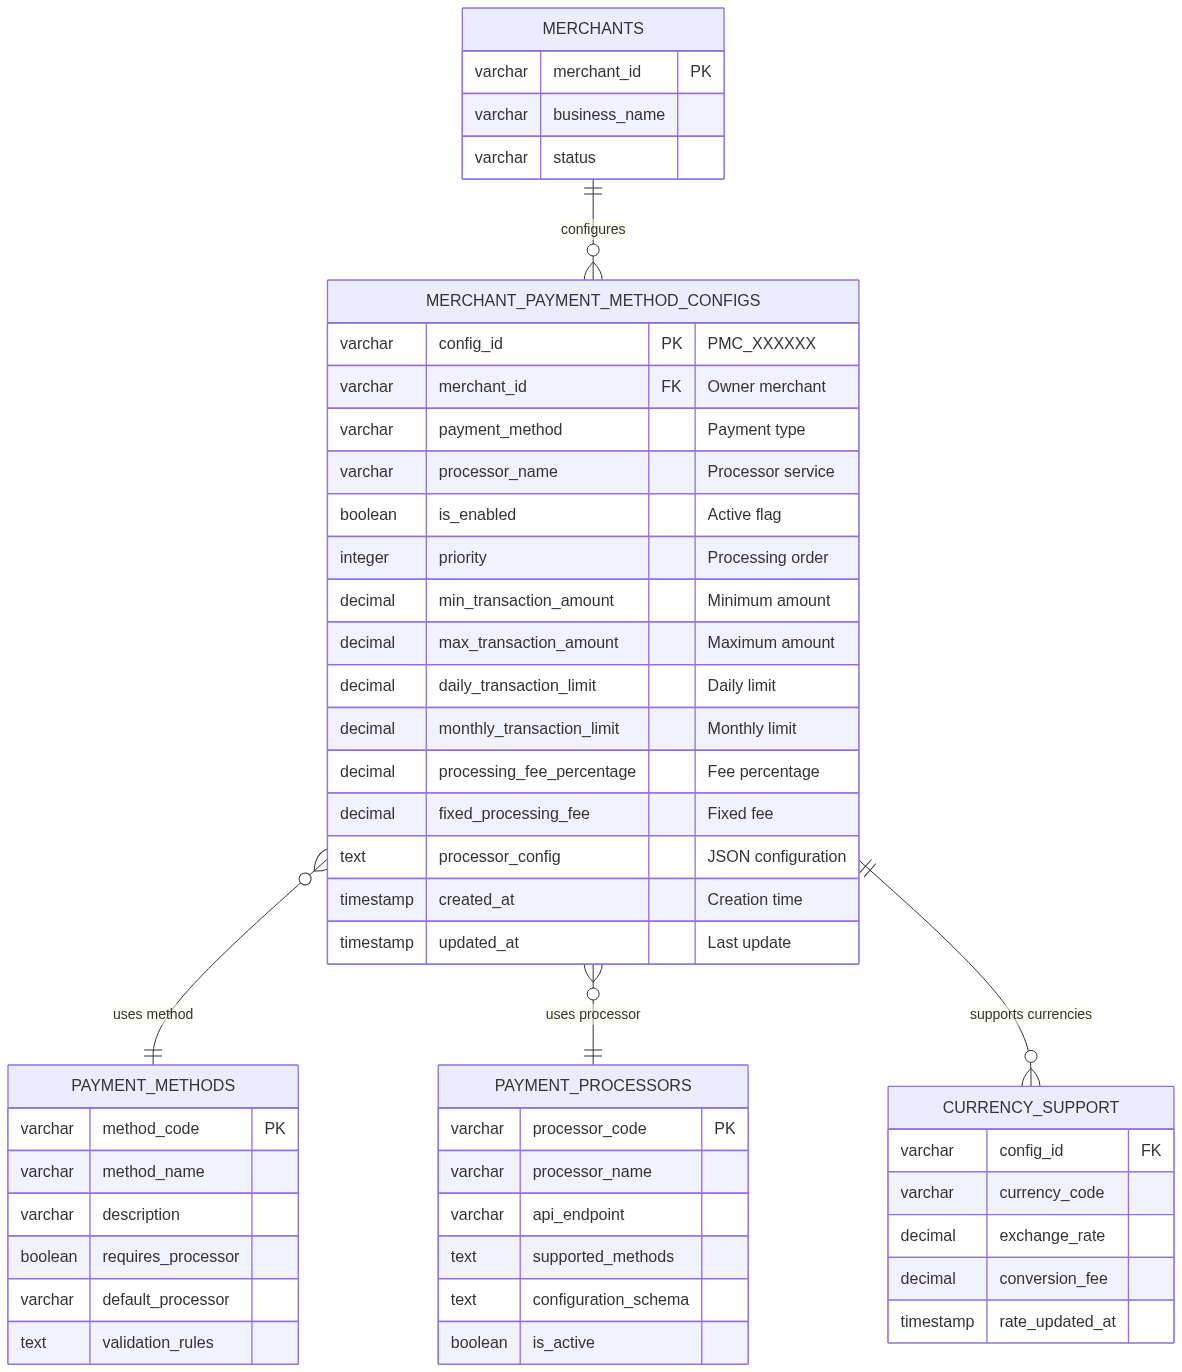 MERCHANTS
varchar merchant_id PK
varchar business_name
varchar status
configures
MERCHANT_PAYMENT_METHOD_CONFIGS
varchar config_id PK PMC_XXXXXX
varchar merchant_id FK Owner merchant
varchar payment_method Payment type
varchar processor_name Processor service
boolean is_enabled Active flag
integer priority Processing order
decimal min_transaction_amount Minimum amount
decimal max_transaction_amount Maximum amount
decimal daily_transaction_limit Daily limit
decimal monthly_transaction_limit Monthly limit
decimal processing_fee_percentage Fee percentage
decimal fixed_processing_fee Fixed fee
text processor_config JSON configuration
timestamp created_at Creation time
timestamp updated_at Last update
uses method
uses processor
supports currencies
PAYMENT_METHODS
varchar method_code PK
varchar method_name
varchar description
boolean requires_processor
varchar default_processor
text validation_rules
PAYMENT_PROCESSORS
varchar processor_code PK
varchar processor_name
varchar api_endpoint
text supported_methods
text configuration_schema
boolean is_active
CURRENCY_SUPPORT
varchar config_id FK
varchar currency_code
decimal exchange_rate
decimal conversion_fee
timestamp rate_updated_at